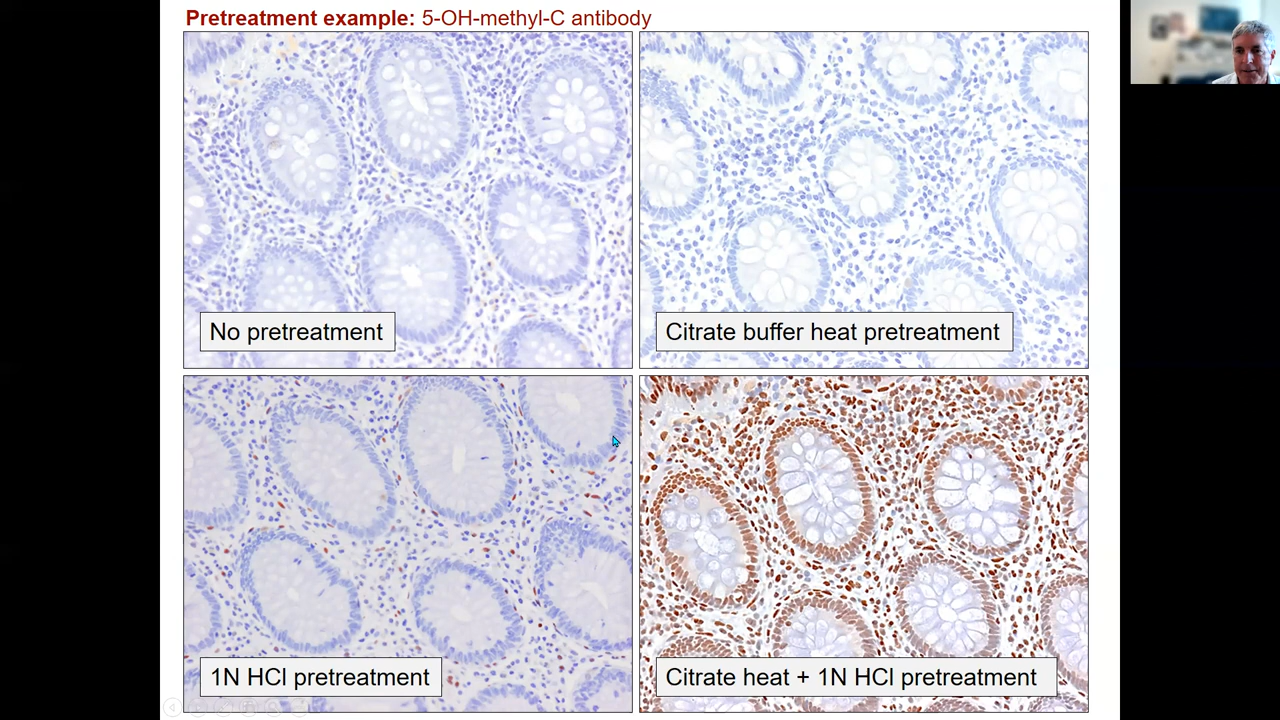 Pretreatment example: 5-OH-methyl-C antibody
No pretreatment
Citrate buffer heat pretreatment
1N HCl pretreatment
Citrate heat + 1N HCl pretreatment